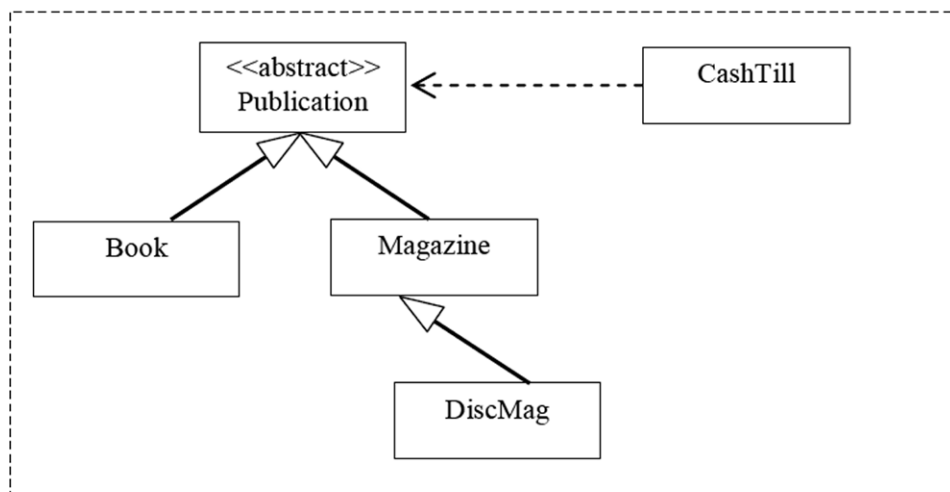 <<abstract>>
Publication
CashTill
Book
Magazine
DiscMag